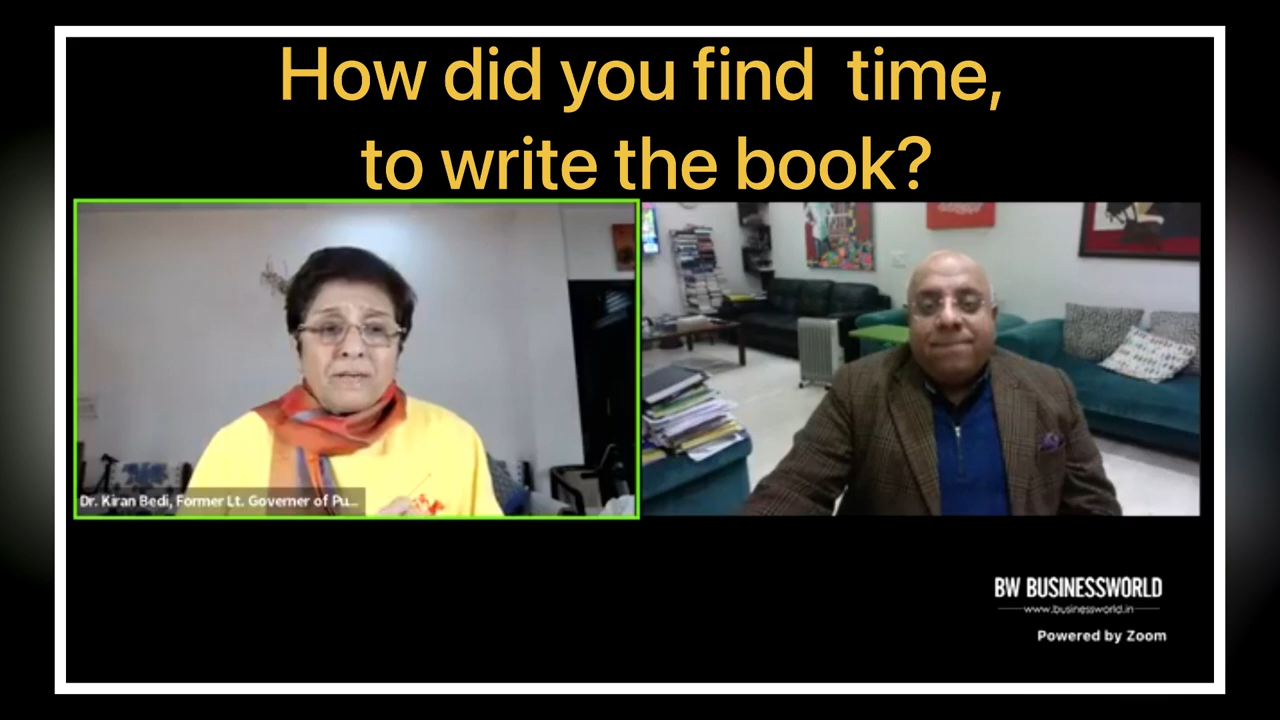 How did you find time,
to write the book?
Dr. Kiran Bedi, Former Lt. Governer of Pu...
BW BUSINESSWORLD
www.businessworld.in
Powered by Zoom